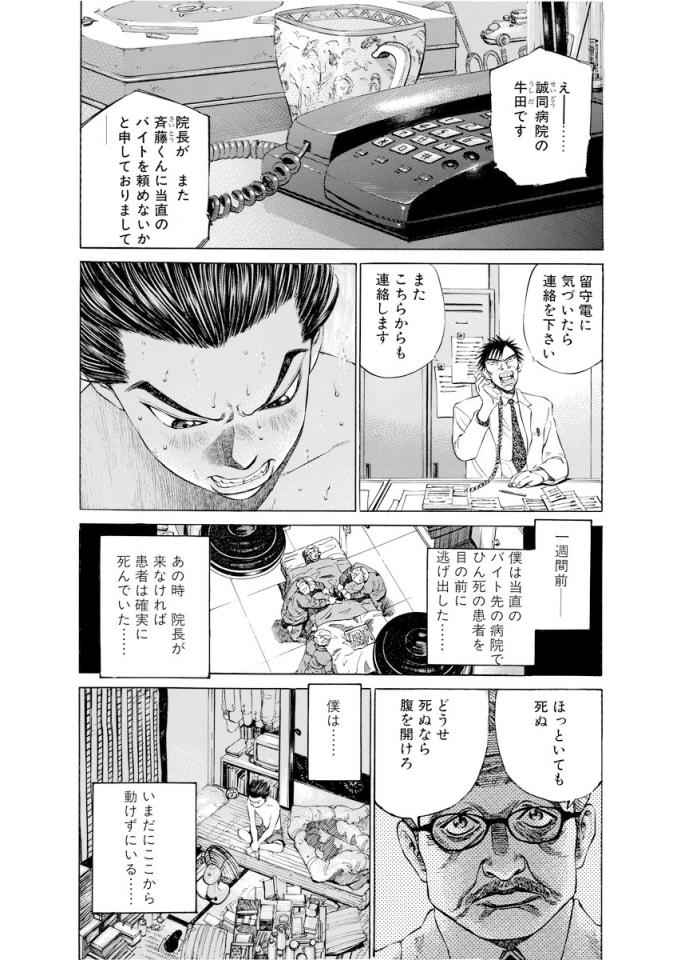 えー………
誠同病院の
牛田です
院長が また
斉藤くんに当直の
バイトを頼めないか
と申しておりまして
留守電に
気づいたら
連絡を下さい
また
こちらからも
連絡します
一週間前――
僕は当直の
バイト先の病院で
ひん死の患者を
目の前に
逃げ出した……
あの時 院長が
来なければ
患者は確実に
死んでいた……
ほっといても
死ぬ
どうせ
死ぬなら
腹を開けろ
僕は……
いまだにここから
動けずにいる……